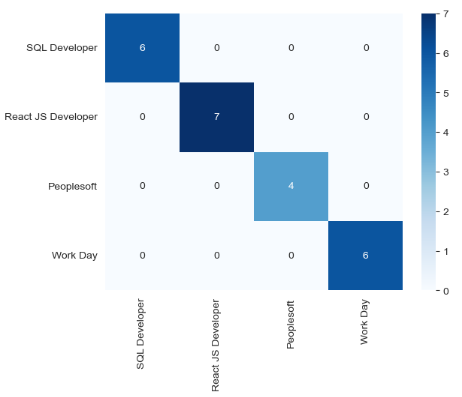 7
SQL Developer 6 0 0 0
6
5
React JS Developer 0 7 0 0
4
3
Peoplesoft 0 0 4 0
2
Work Day 0 0 0 6
1
0
SQL Developer
React JS Developer
Peoplesoft
Work Day